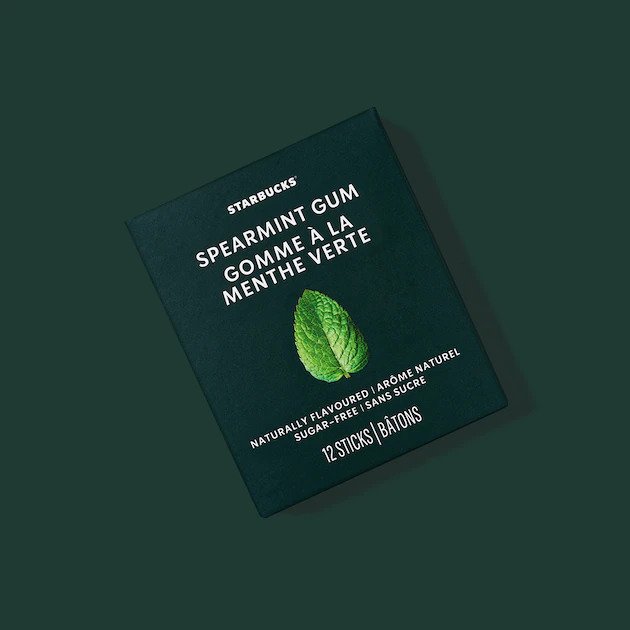 STARBUCKS®
SPEARMINT GUM
GOMME À LA
MENTHE VERTE
NATURALLY FLAVOURED | ARÔME NATUREL
SUGAR-FREE | SANS SUCRE
12 STICKS | BÂTONS